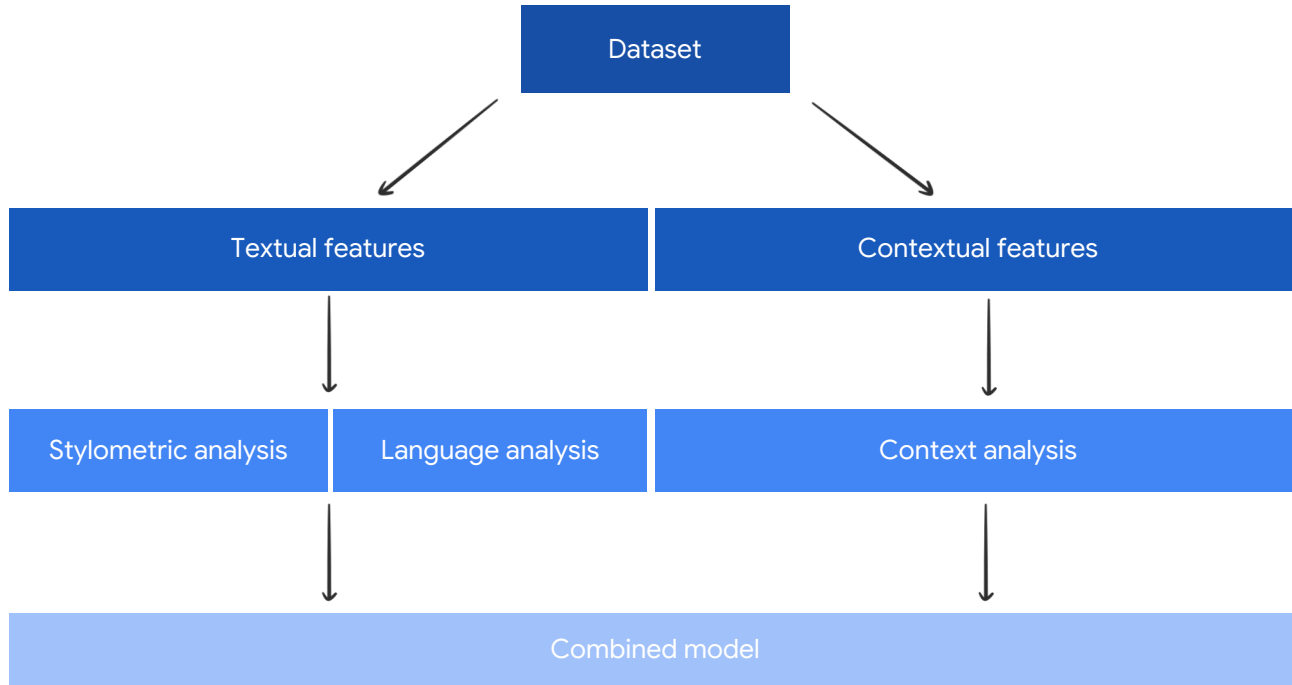 Dataset
Textual features
Contextual features
Stylometric analysis
Language analysis
Context analysis
Combined model